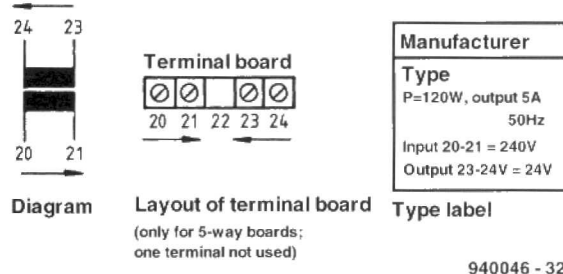 24 23
20 21
Diagram
Terminal board
20 21 22 23 24
Layout of terminal board
(only for 5-way boards;
one terminal not used)
Manufacturer
Type
P=120W, output 5A
50Hz
Input 20-21 = 240V
Output 23-24V = 24V
Type label
940046 - 32